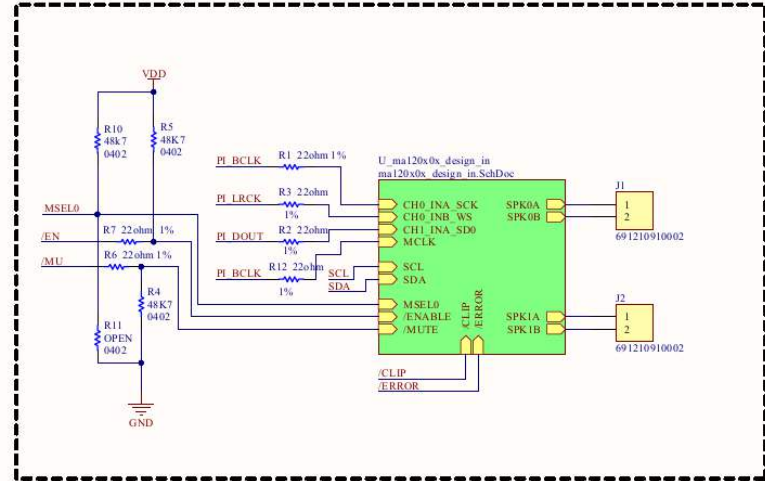 VDD
R10
48k7
0402
R5
48K7
0402
MSEL0
/EN
R7 22ohm 1%
/MU
R6 22ohm 1%
R4
48K7
0402
R11
OPEN
0402
GND
PI_BCLK
R1 22ohm 1%
PI_LRCK
R3 22ohm
1%
PI_DOUT
R2 22ohm
1%
PI_BCLK
R12 22ohm
1%
SCL
SDA
U_ma120x0x_design_in
ma120x0x_design_in.SchDoc
CH0_INA_SCK
CH0_INB_WS
CH1_INA_SD0
MCLK
SCL
SDA
MSEL0
/ENABLE
/MUTE
/CLIP
/ERROR
SPK0A
SPK0B
SPK1A
SPK1B
J1
1
2
691210910002
J2
1
2
691210910002
/CLIP
/ERROR